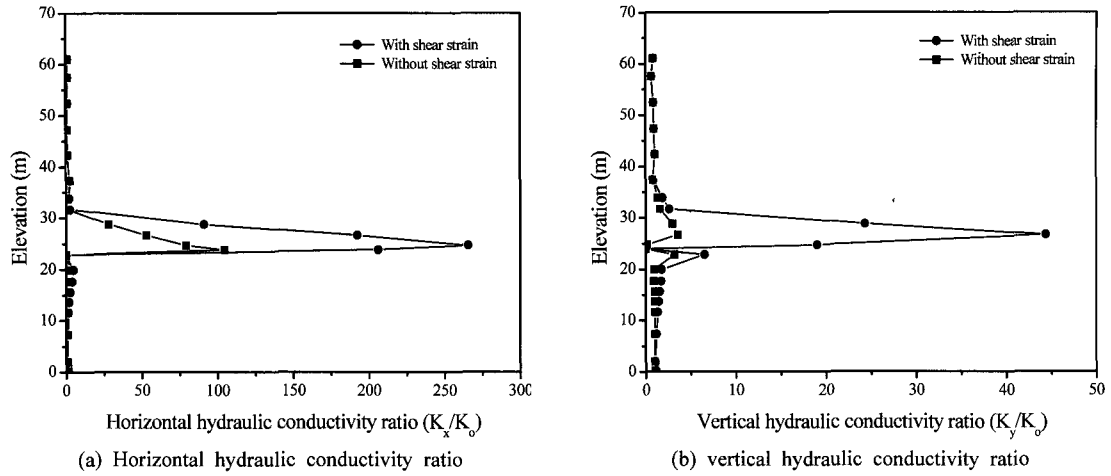 70
60
50
40
30
20
10
0
Elevation (m)
With shear strain
Without shear strain
0 50 100 150 200 250 300
Horizontal hydraulic conductivity ratio (Kx/Ko)
(a) Horizontal hydraulic conductivity ratio
70
60
50
40
30
20
10
0
Elevation (m)
With shear strain
Without shear strain
0 10 20 30 40 50
Vertical hydraulic conductivity ratio (Ky/Ko)
(b) vertical hydraulic conductivity ratio